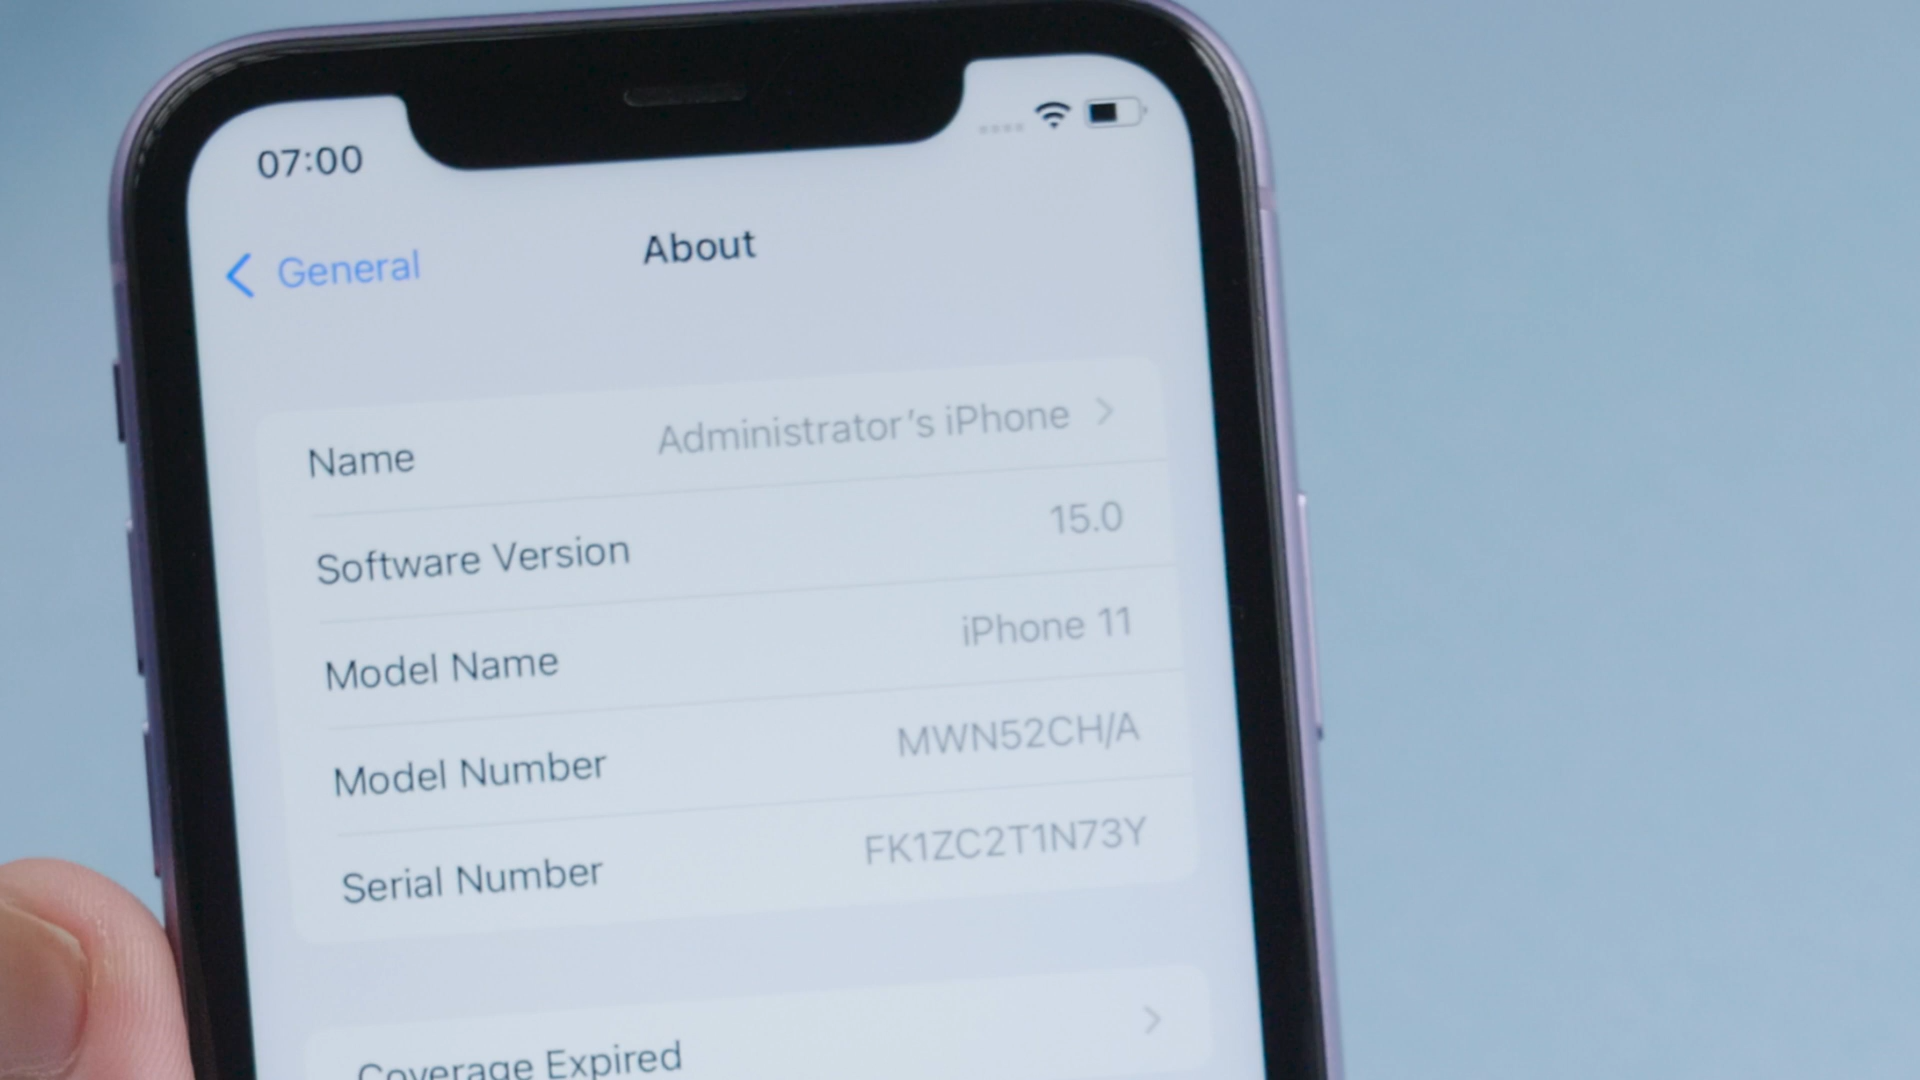 07:00
General
About
Name Administrator's iPhone
Software Version 15.0
Model Name iPhone 11
Model Number MWN52CH/A
Serial Number FK1ZC2T1N73Y
Coverage Expired